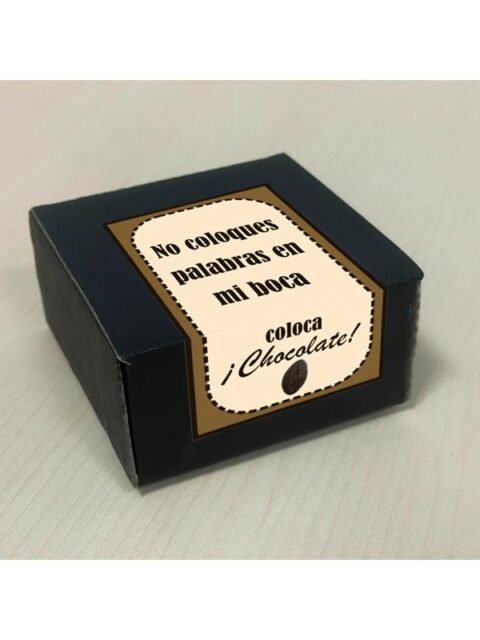 No coloques
palabras en
mi boca
coloca
¡Chocolate!